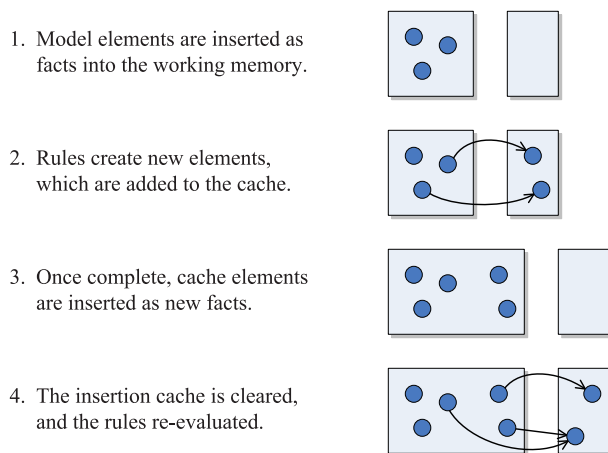 1. Model elements are inserted as
facts into the working memory.
2. Rules create new elements,
which are added to the cache.
3. Once complete, cache elements
are inserted as new facts.
4. The insertion cache is cleared,
and the rules re-evaluated.